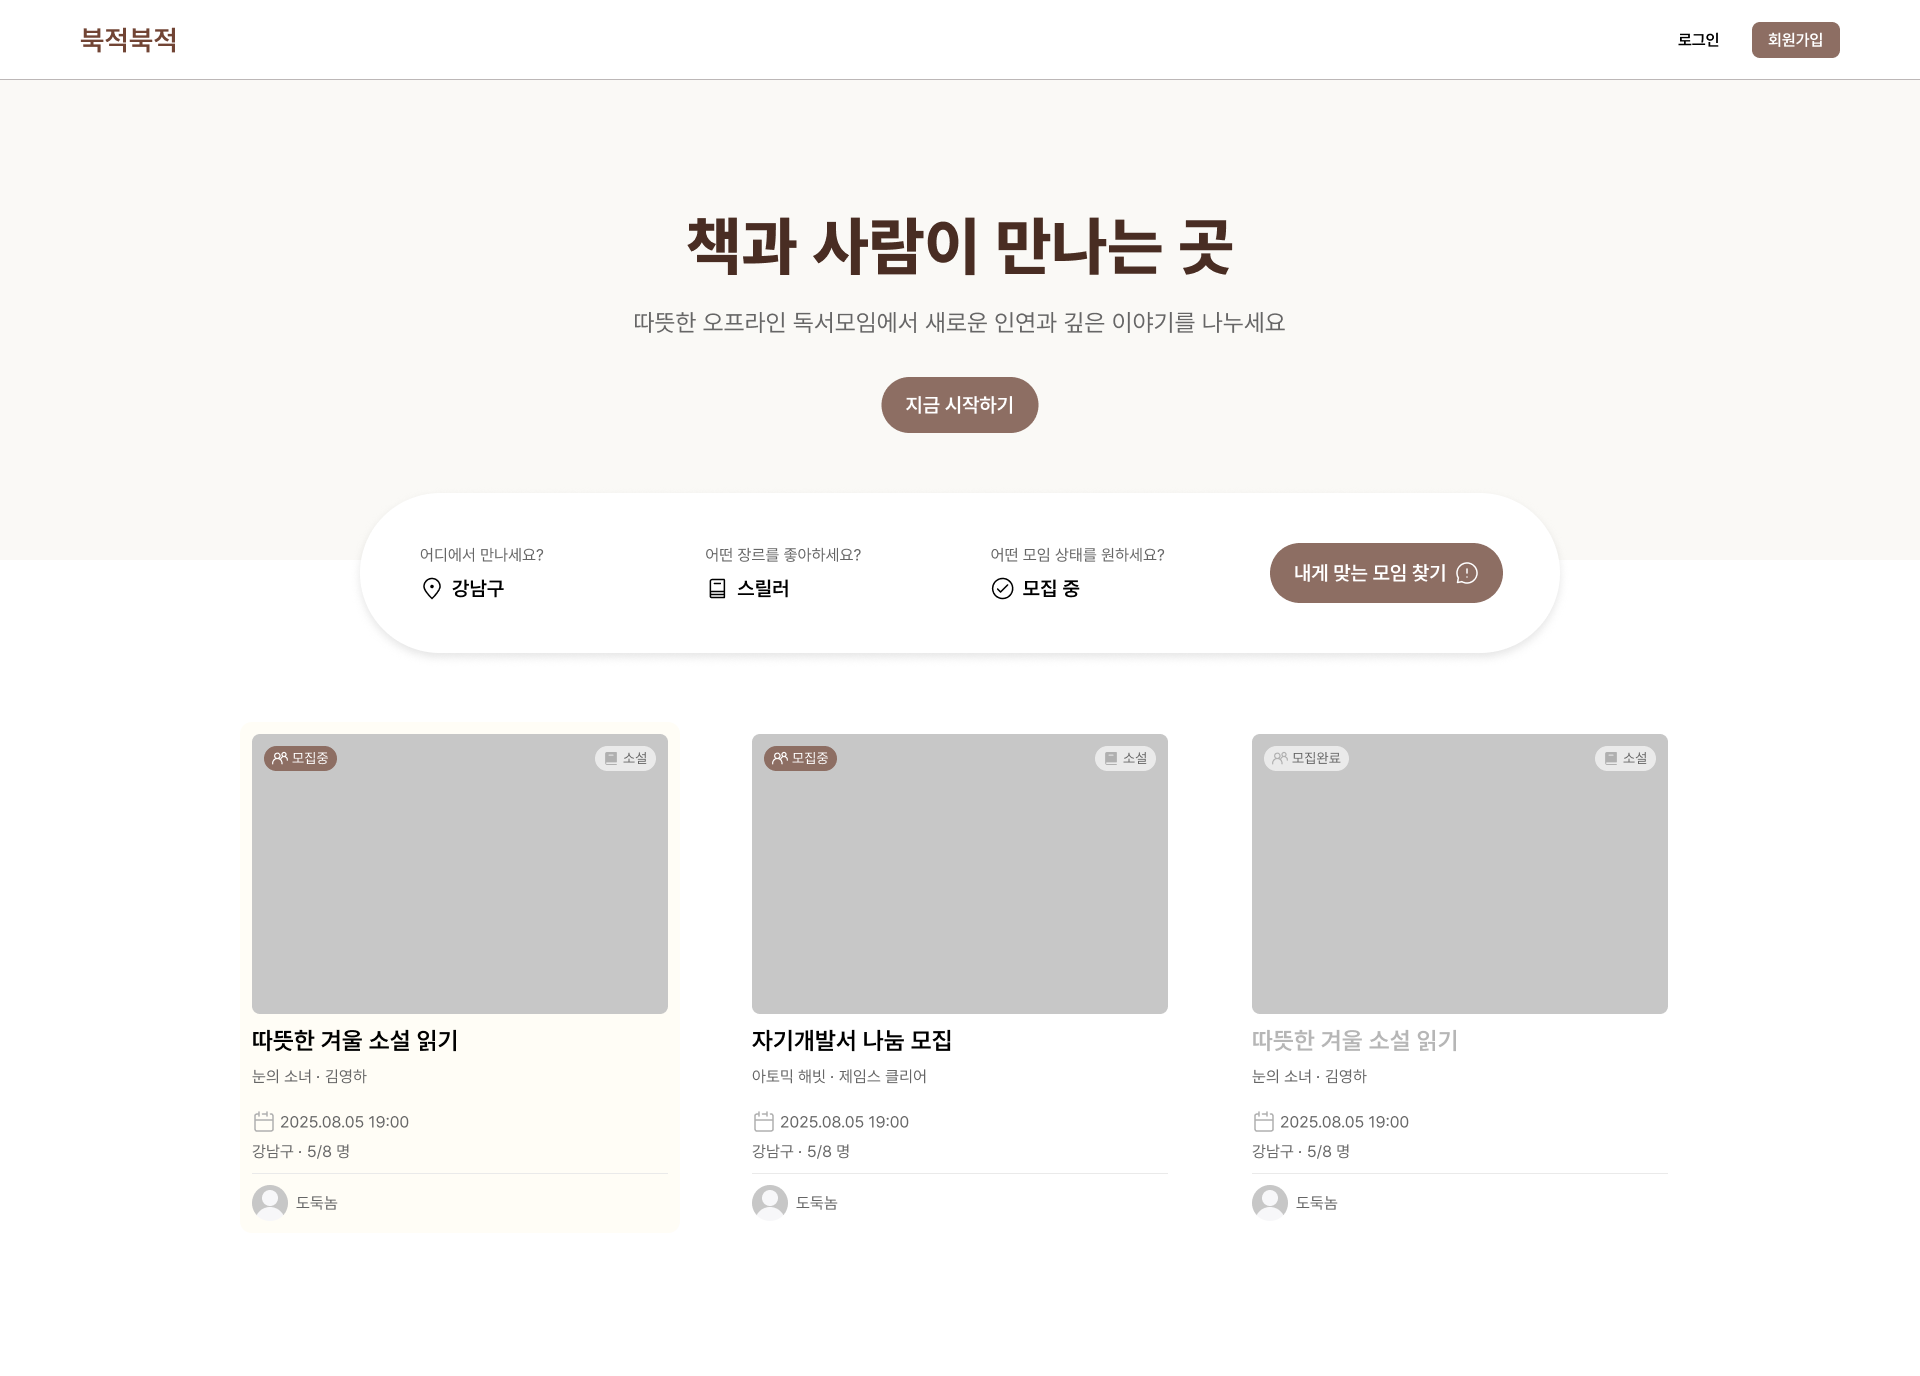 북적북적
로그인
회원가입
책과 사람이 만나는 곳
따뜻한 오프라인 독서모임에서 새로운 인연과 깊은 이야기를 나누세요
지금 시작하기
어디에서 만나세요?
강남구
어떤 장르를 좋아하세요?
스릴러
어떤 모임 상태를 원하세요?
모집 중
내게 맞는 모임 찾기
모집중
소설
따뜻한 겨울 소설 읽기
눈의 소녀 · 김영하
2025.08.05 19:00
강남구 · 5/8 명
도둑놈
모집중
소설
자기개발서 나눔 모집
아토믹 해빗 · 제임스 클리어
2025.08.05 19:00
강남구 · 5/8 명
도둑놈
모집완료
소설
따뜻한 겨울 소설 읽기
눈의 소녀 · 김영하
2025.08.05 19:00
강남구 · 5/8 명
도둑놈